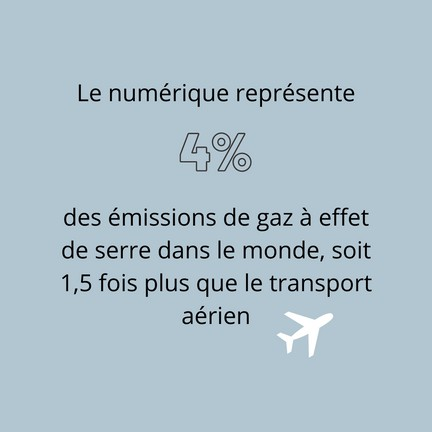 Le numérique représente
4%
des émissions de gaz à effet
de serre dans le monde, soit
1,5 fois plus que le transport
aérien